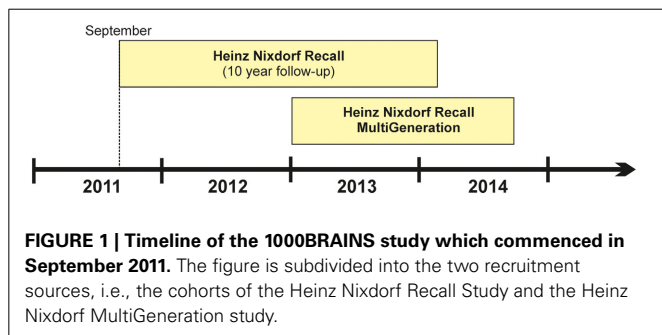 September
Heinz Nixdorf Recall
(10 year follow-up)
Heinz Nixdorf Recall
MultiGeneration
2011 2012 2013 2014
FIGURE 1 | Timeline of the 1000BRAINS study which commenced in
September 2011. The figure is subdivided into the two recruitment
sources, i.e., the cohorts of the Heinz Nixdorf Recall Study and the Heinz
Nixdorf MultiGeneration study.